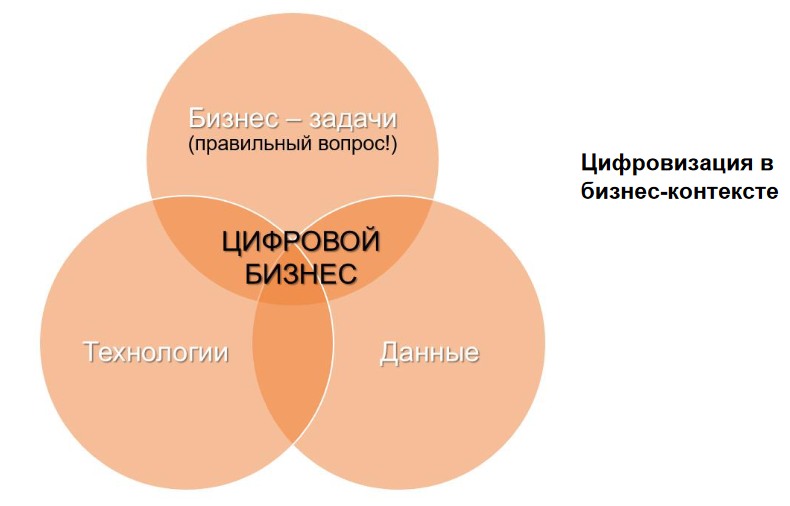 Бизнес – задачи
(правильный вопрос!)
Цифровизация в
бизнес-контексте
ЦИФРОВОЙ
БИЗНЕС
Технологии
Данные